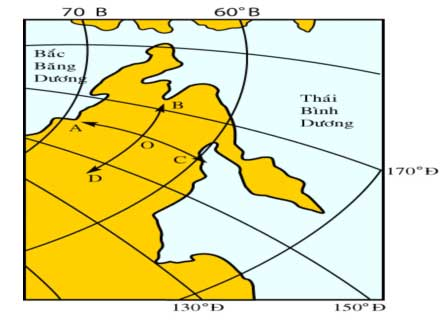 70 B
60°B
Bắc
Băng
Dương
Thái
Bình
Dương
B
A
O
C
D
170°Đ
130°Đ
150°Đ